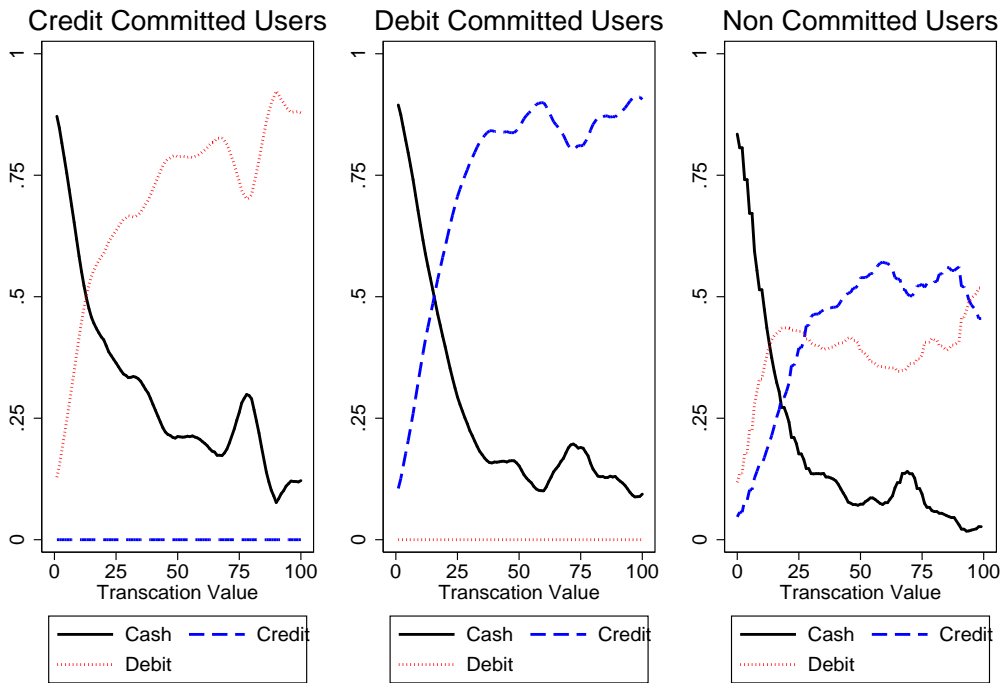 Credit Committed Users
Debit Committed Users
Non Committed Users
1
.75
.5
.25
0
0 25 50 75 100
Transcation Value
Cash
Credit
Debit
1
.75
.5
.25
0
0 25 50 75 100
Transcation Value
Cash
Credit
Debit
1
.75
.5
.25
0
0 25 50 75 100
Transcation Value
Cash
Credit
Debit